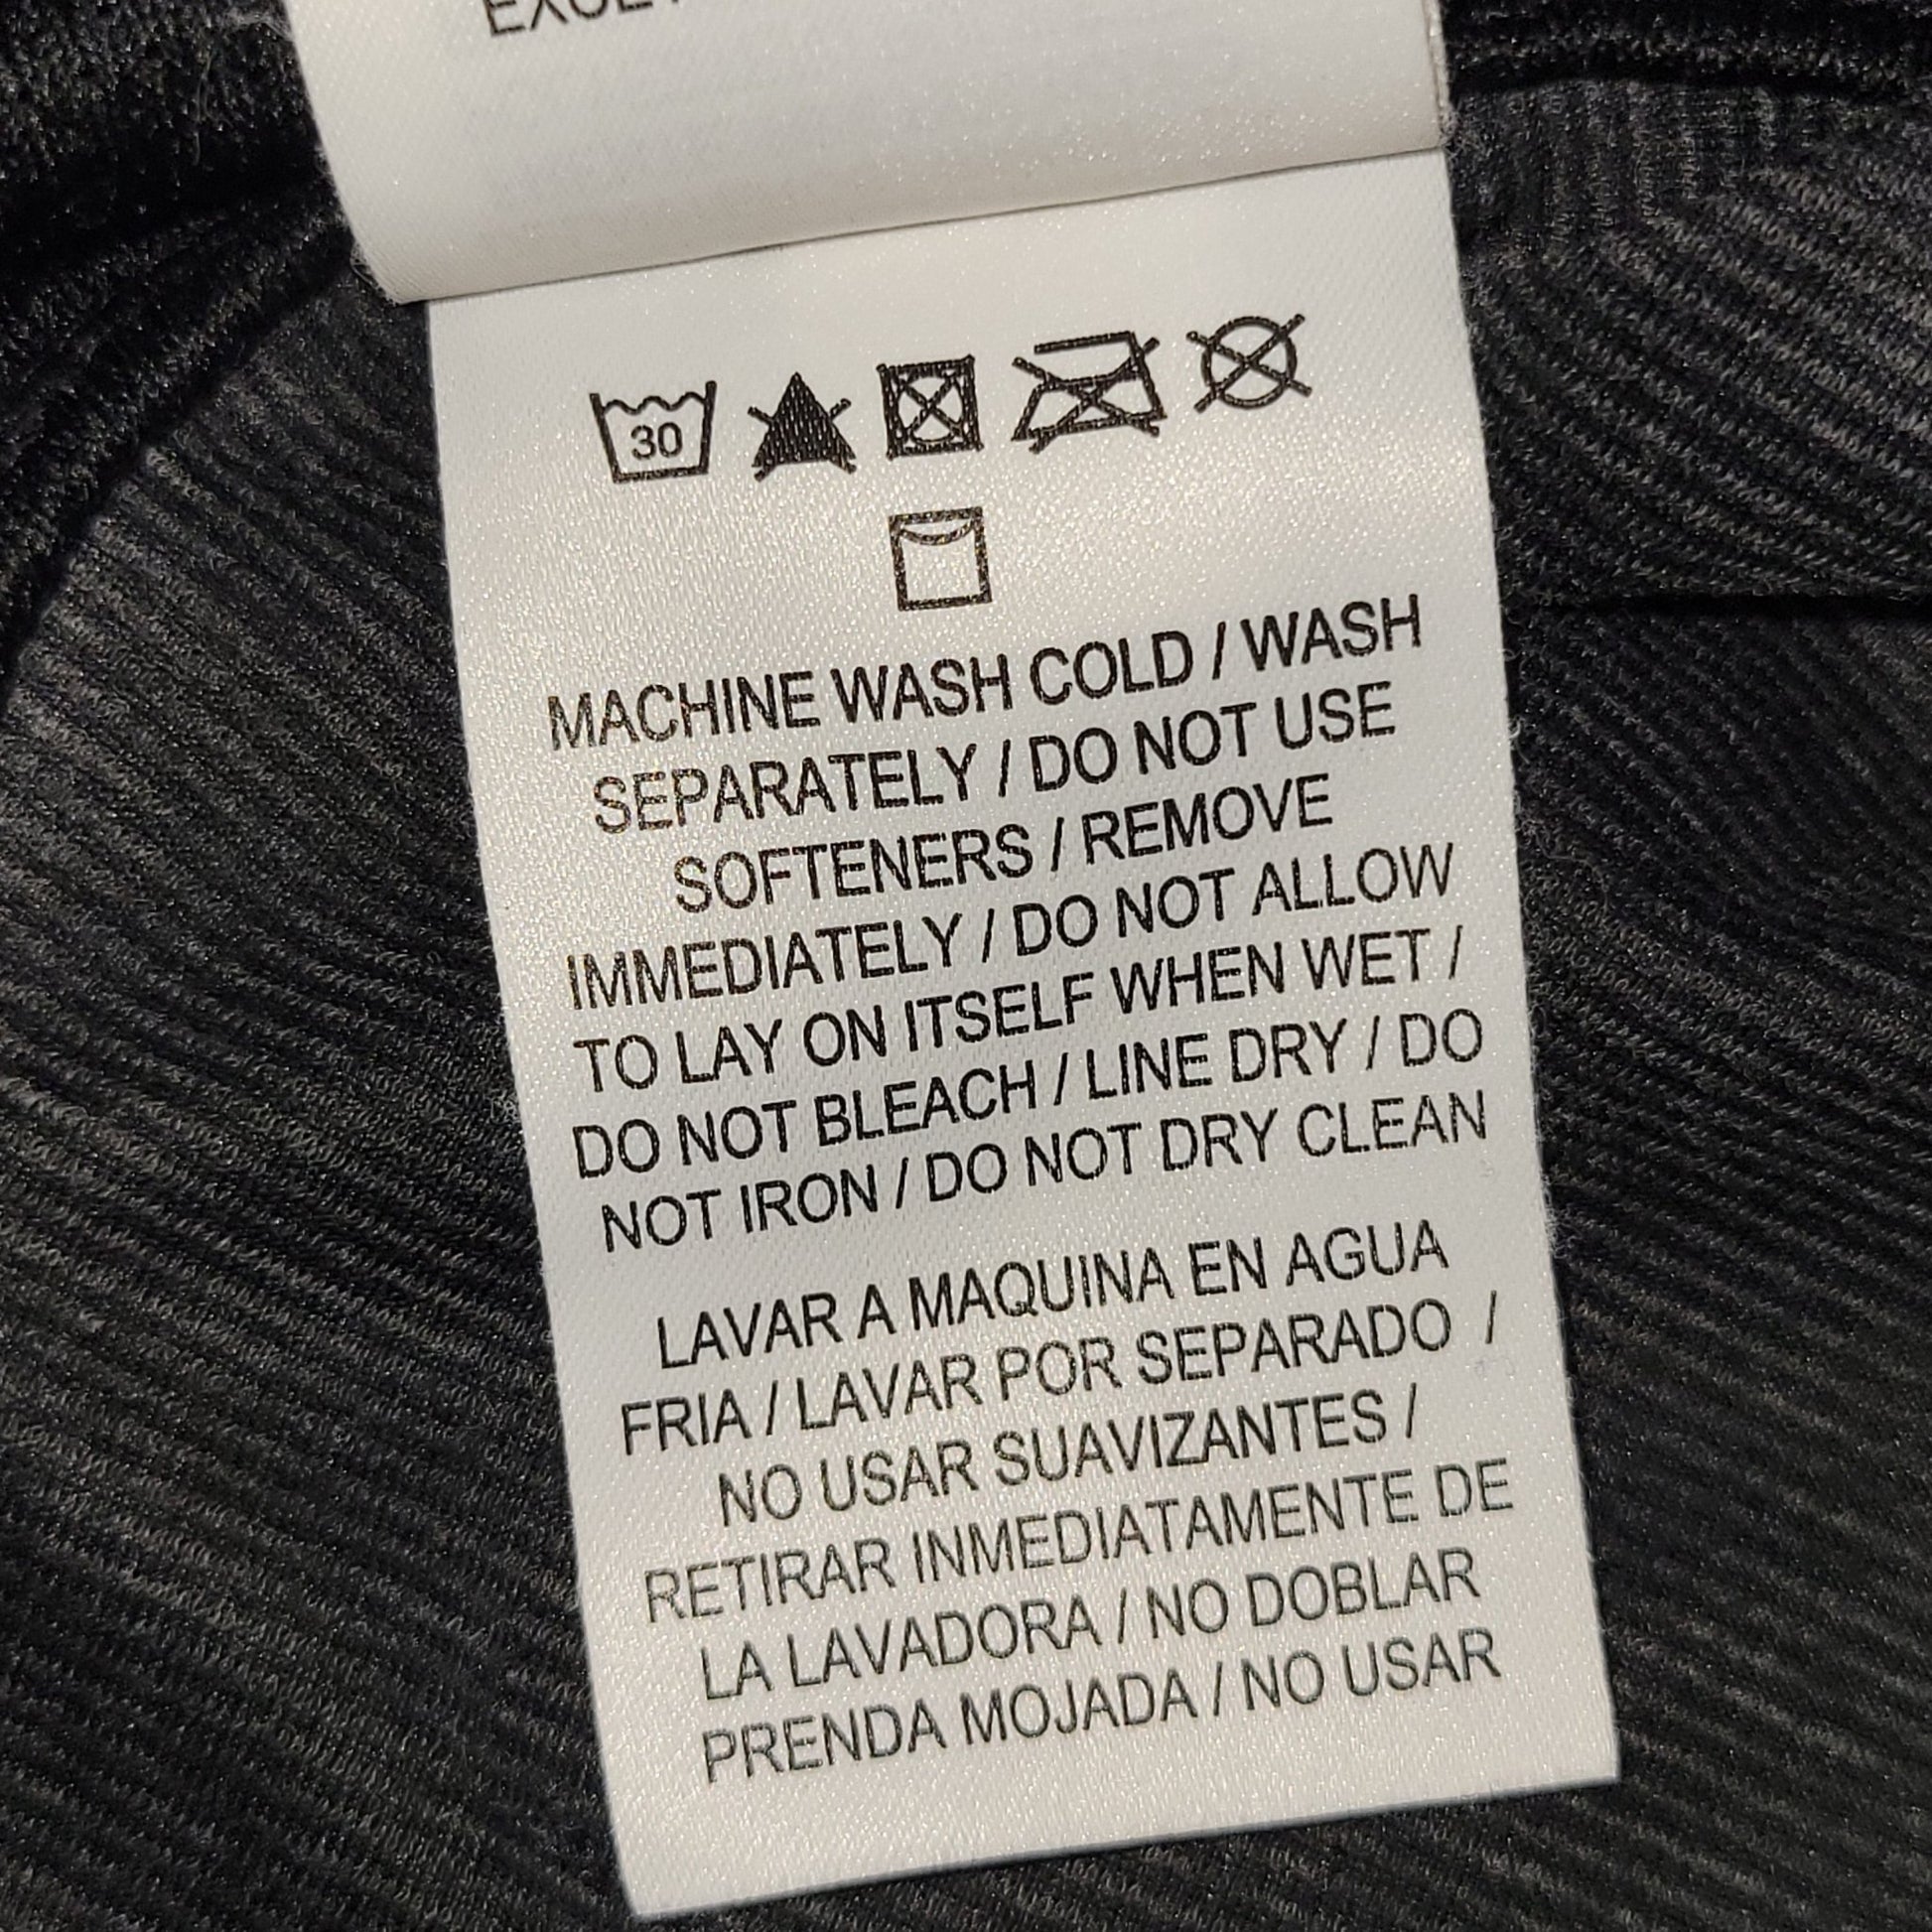 30
MACHINE WASH COLD / WASH
SEPARATELY / DO NOT USE
SOFTENERS / REMOVE
IMMEDIATELY / DO NOT ALLOW
TO LAY ON ITSELF WHEN WET /
DO NOT BLEACH / LINE DRY / DO
NOT IRON / DO NOT DRY CLEAN
LAVAR A MAQUINA EN AGUA
FRIA / LAVAR POR SEPARADO /
NO USAR SUAVIZANTES /
RETIRAR INMEDIATAMENTE DE
LA LAVADORA / NO DOBLAR
PRENDA MOJADA / NO USAR